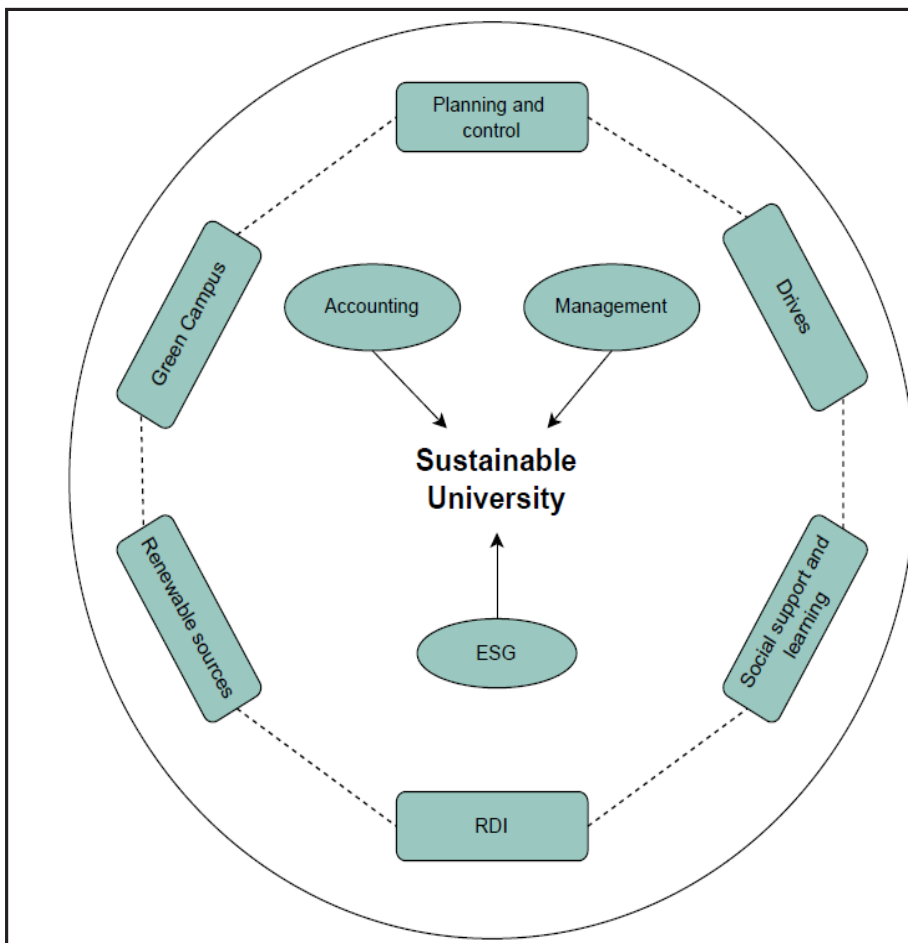 Planning and
control
Green Campus
Drives
Accounting
Management
Sustainable
University
Renewable sources
Social support and
learning
ESG
RDI